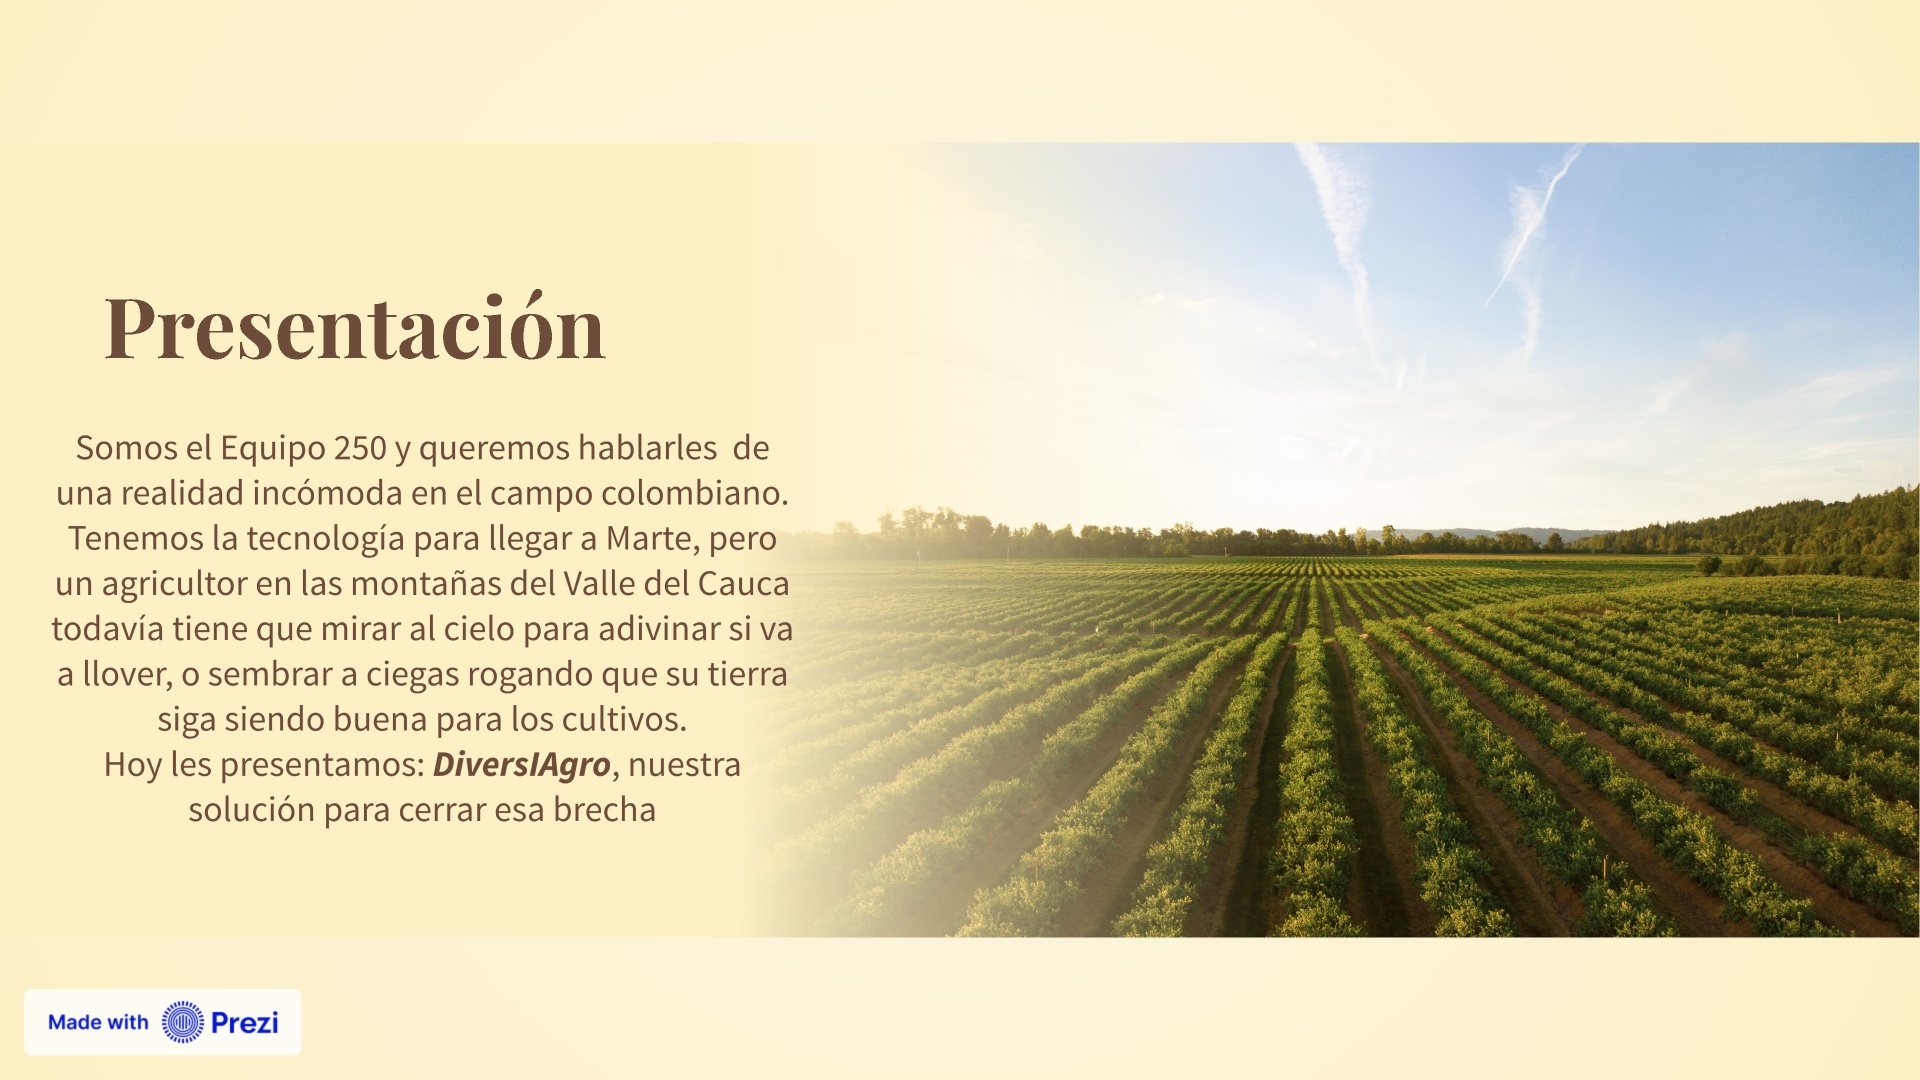 Presentación
Somos el Equipo 250 y queremos hablarles  de
una realidad incómoda en el campo colombiano.
Tenemos la tecnología para llegar a Marte, pero
un agricultor en las montañas del Valle del Cauca
todavía tiene que mirar al cielo para adivinar si va
a llover, o sembrar a ciegas rogando que su tierra
siga siendo buena para los cultivos.
Hoy les presentamos: DiversIAgro, nuestra
solución para cerrar esa brecha
Made with Prezi